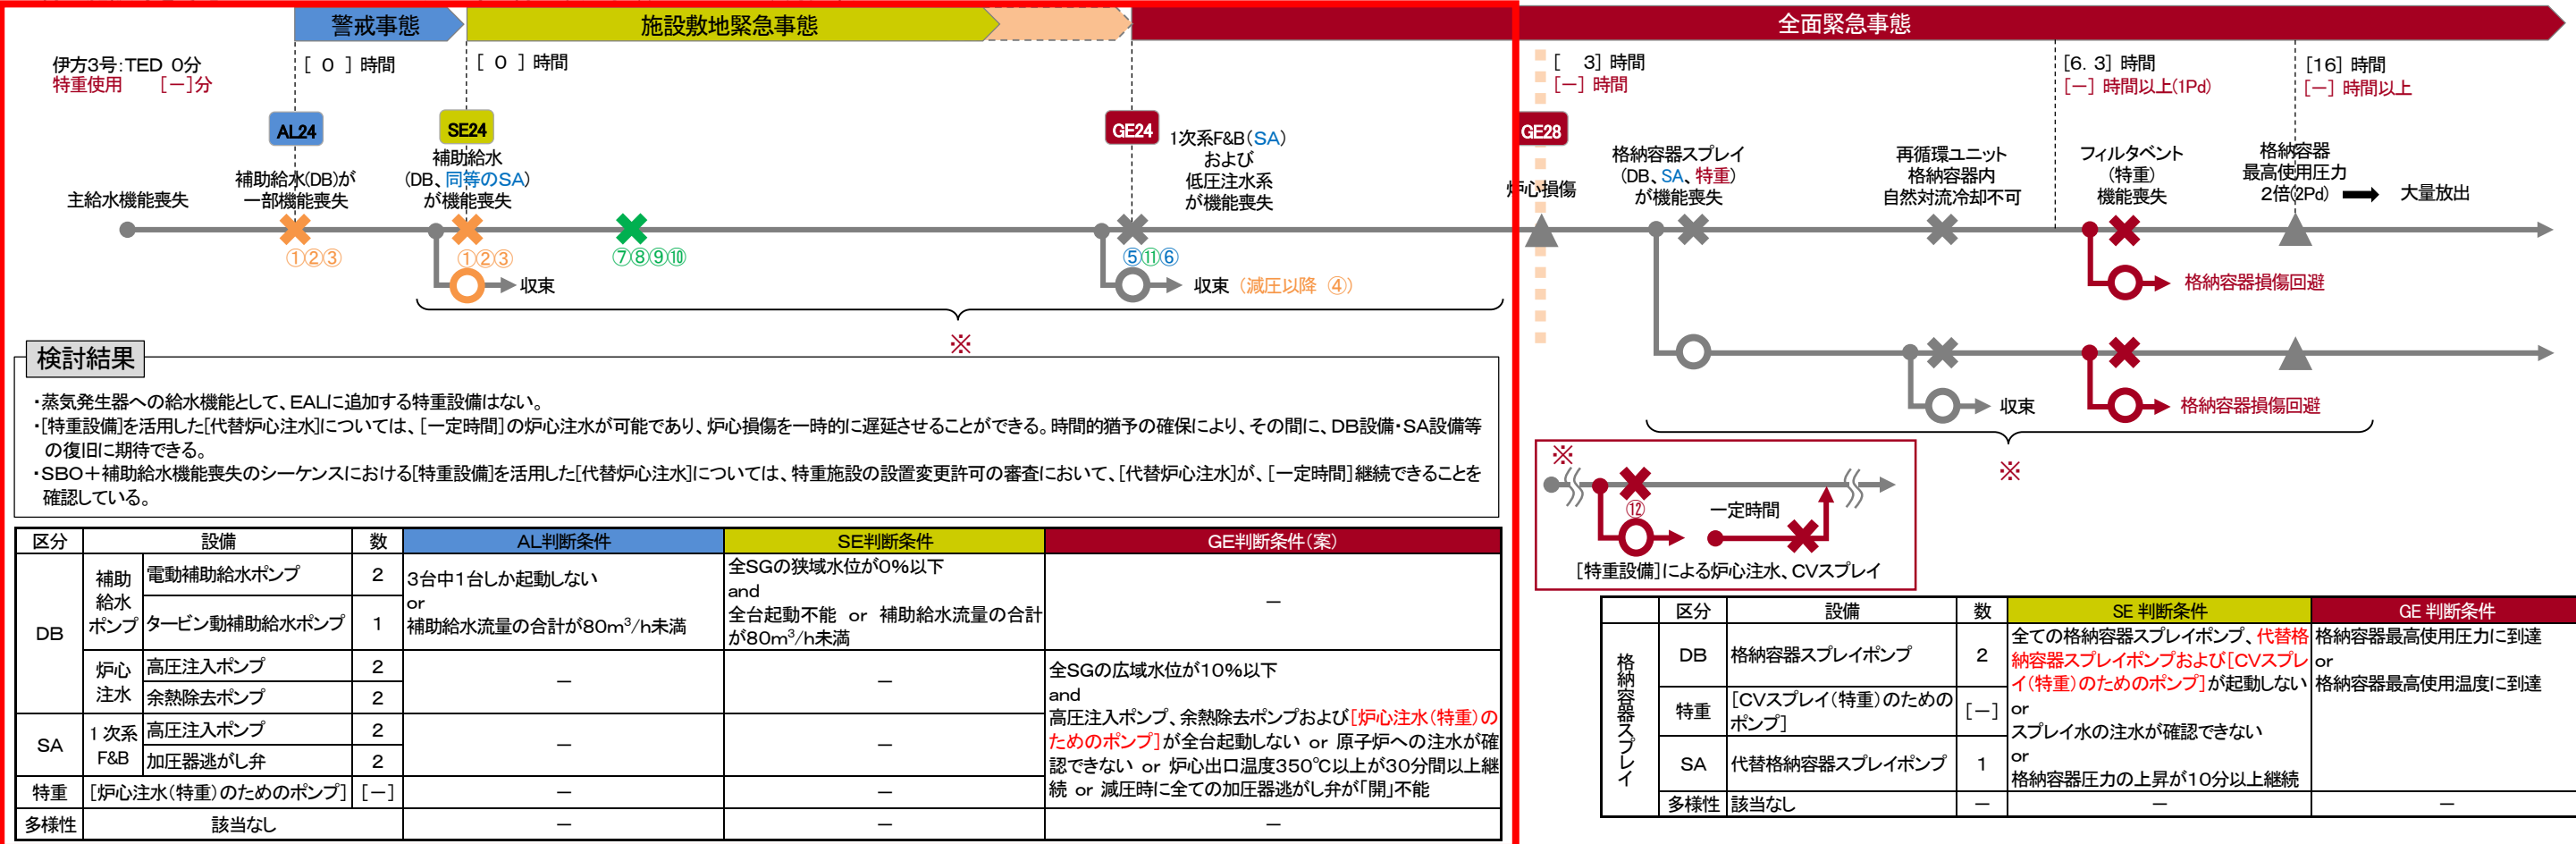 警戒事態
施設敷地緊急事態
全面緊急事態
伊方3号:TED 0分
特重使用 [－]分
[ 0 ] 時間
[ 0 ] 時間
[ 3] 時間
[－] 時間
[6. 3] 時間
[－] 時間以上(1Pd)
[16] 時間
[－] 時間以上
AL24
SE24
GE24
GE28
主給水機能喪失
補助給水(DB)が
一部機能喪失
補助給水
(DB、同等のSA)
が機能喪失
1次系F&B(SA)
および
低圧注水系
が機能喪失
炉心損傷
格納容器スプレイ
(DB、SA、特重)
が機能喪失
再循環ユニット
格納容器内
自然対流冷却不可
フィルタベント
(特重)
機能喪失
格納容器
最高使用圧力
2倍(2Pd)
大量放出
①②③
①②③
⑦⑧⑨⑩
⑤⑪⑥
収束
収束 (減圧以降 ④)
格納容器損傷回避
※
収束
格納容器損傷回避
※
検討結果
・蒸気発生器への給水機能として、EALに追加する特重設備はない。
・[特重設備]を活用した[代替炉心注水]については、[一定時間]の炉心注水が可能であり、炉心損傷を一時的に遅延させることができる。時間的猶予の確保により、その間に、DB設備・SA設備等
の復旧に期待できる。
・SBO＋補助給水機能喪失のシーケンスにおける[特重設備]を活用した[代替炉心注水]については、特重施設の設置変更許可の審査において、[代替炉心注水]が、[一定時間]継続できることを
確認している。
※
⑫
一定時間
[特重設備]による炉心注水、CVスプレイ
区分 設備 数 AL判断条件 SE判断条件 GE判断条件(案)
DB
補助
給水
ポンプ
電動補助給水ポンプ 2
タービン動補助給水ポンプ 1
3台中1台しか起動しない
or
補助給水流量の合計が80m³/h未満
全SGの狭域水位が0%以下
and
全台起動不能 or 補助給水流量の合計
が80m³/h未満
－
炉心
注水
高圧注入ポンプ 2
余熱除去ポンプ 2
－ －
全SGの広域水位が10%以下
and
高圧注入ポンプ、余熱除去ポンプおよび[炉心注水(特重)の
ためのポンプ]が全台起動しない or 原子炉への注水が確
認できない or 炉心出口温度350℃以上が30分間以上継
続 or 減圧時に全ての加圧器逃がし弁が「開」不能
SA
1次系
F&B
高圧注入ポンプ 2
加圧器逃がし弁 2
－ －
特重 [炉心注水(特重)のためのポンプ] [－] － －
多様性 該当なし － － －
区分 設備 数 SE 判断条件 GE 判断条件
格納容器スプレイ
DB 格納容器スプレイポンプ 2
特重 [CVスプレイ(特重)のための
ポンプ] [－]
SA 代替格納容器スプレイポンプ 1
全ての格納容器スプレイポンプ、代替格
納容器スプレイポンプおよび[CVスプレ
イ(特重)のためのポンプ]が起動しない
or
スプレイ水の注水が確認できない
or
格納容器圧力の上昇が10分以上継続
格納容器最高使用圧力に到達
or
格納容器最高使用温度に到達
多様性 該当なし － － －